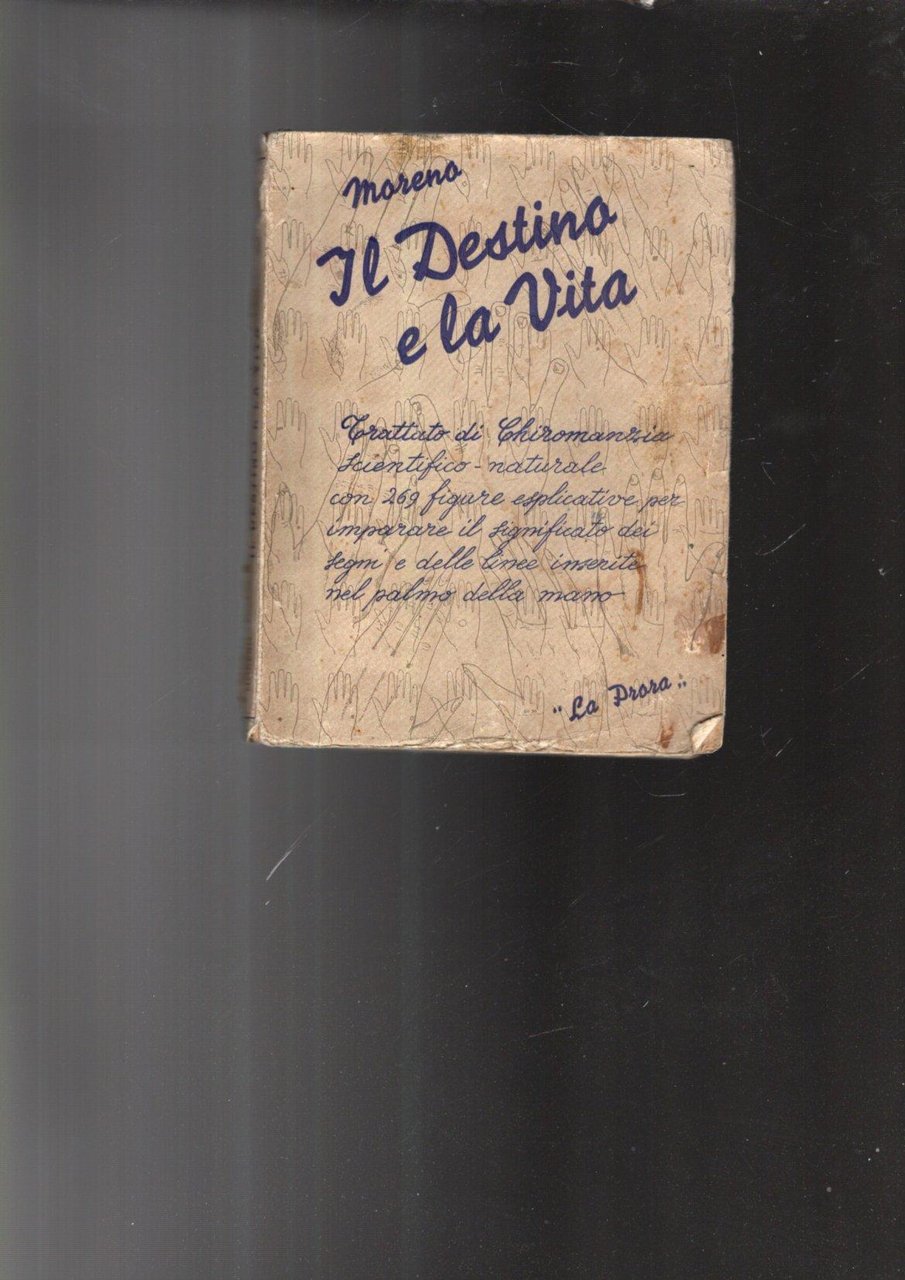 Moreno
Il Destino
e la Vita
Trattato di Chiromanzia
scientifico-naturale
con 269 figure esplicative per
imparare il significato dei
segni e delle linee inserite
nel palmo della mano
"La Prora"